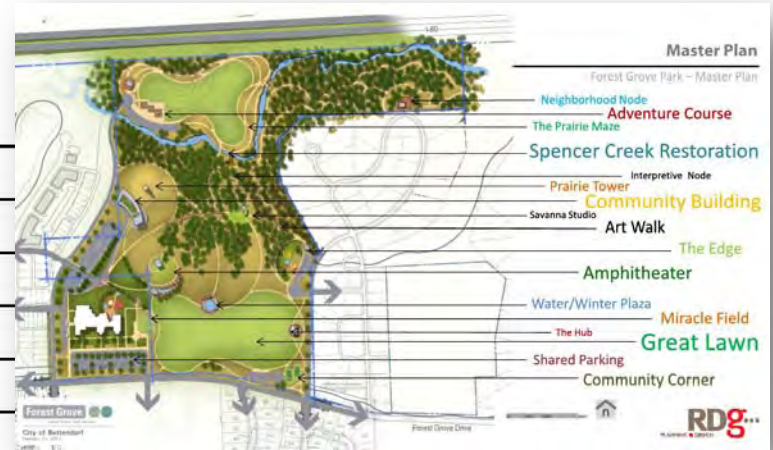 I-80
Master Plan
Forest Grove Park – Master Plan
Neighborhood Node
Adventure Course
The Prairie Maze
Spencer Creek Restoration
Interpretive Node
Prairie Tower
Community Building
Savanna Studio
Art Walk
The Edge
Amphitheater
Water/Winter Plaza
Miracle Field
The Hub
Great Lawn
Shared Parking
Community Corner
Forest Grove
City of Bettendorf
Forest Grove Drive
RDg...